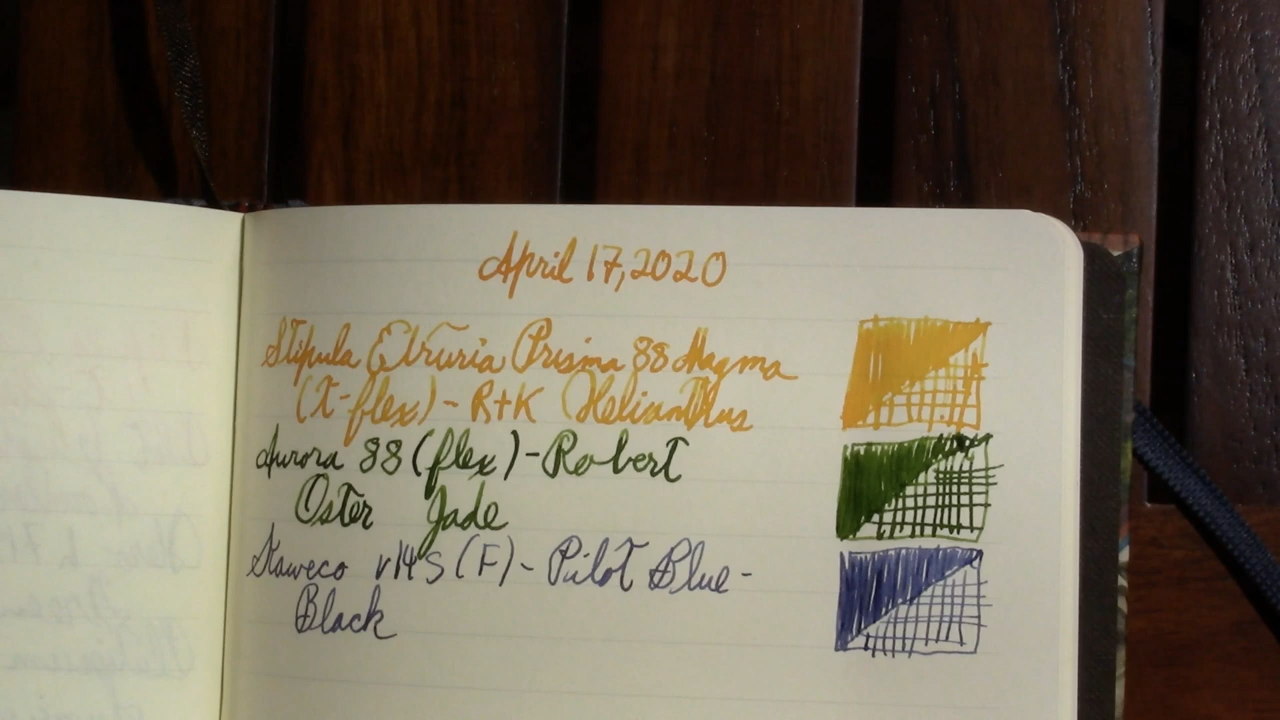 April 17, 2020
Stipula Etruria Prisma 88 Magma
(T-flex) - R+K Helianthus
Aurora 88 (flex) - Robert
Oster Jade
Kaweco V14S (F) - Pilot Blue-
Black